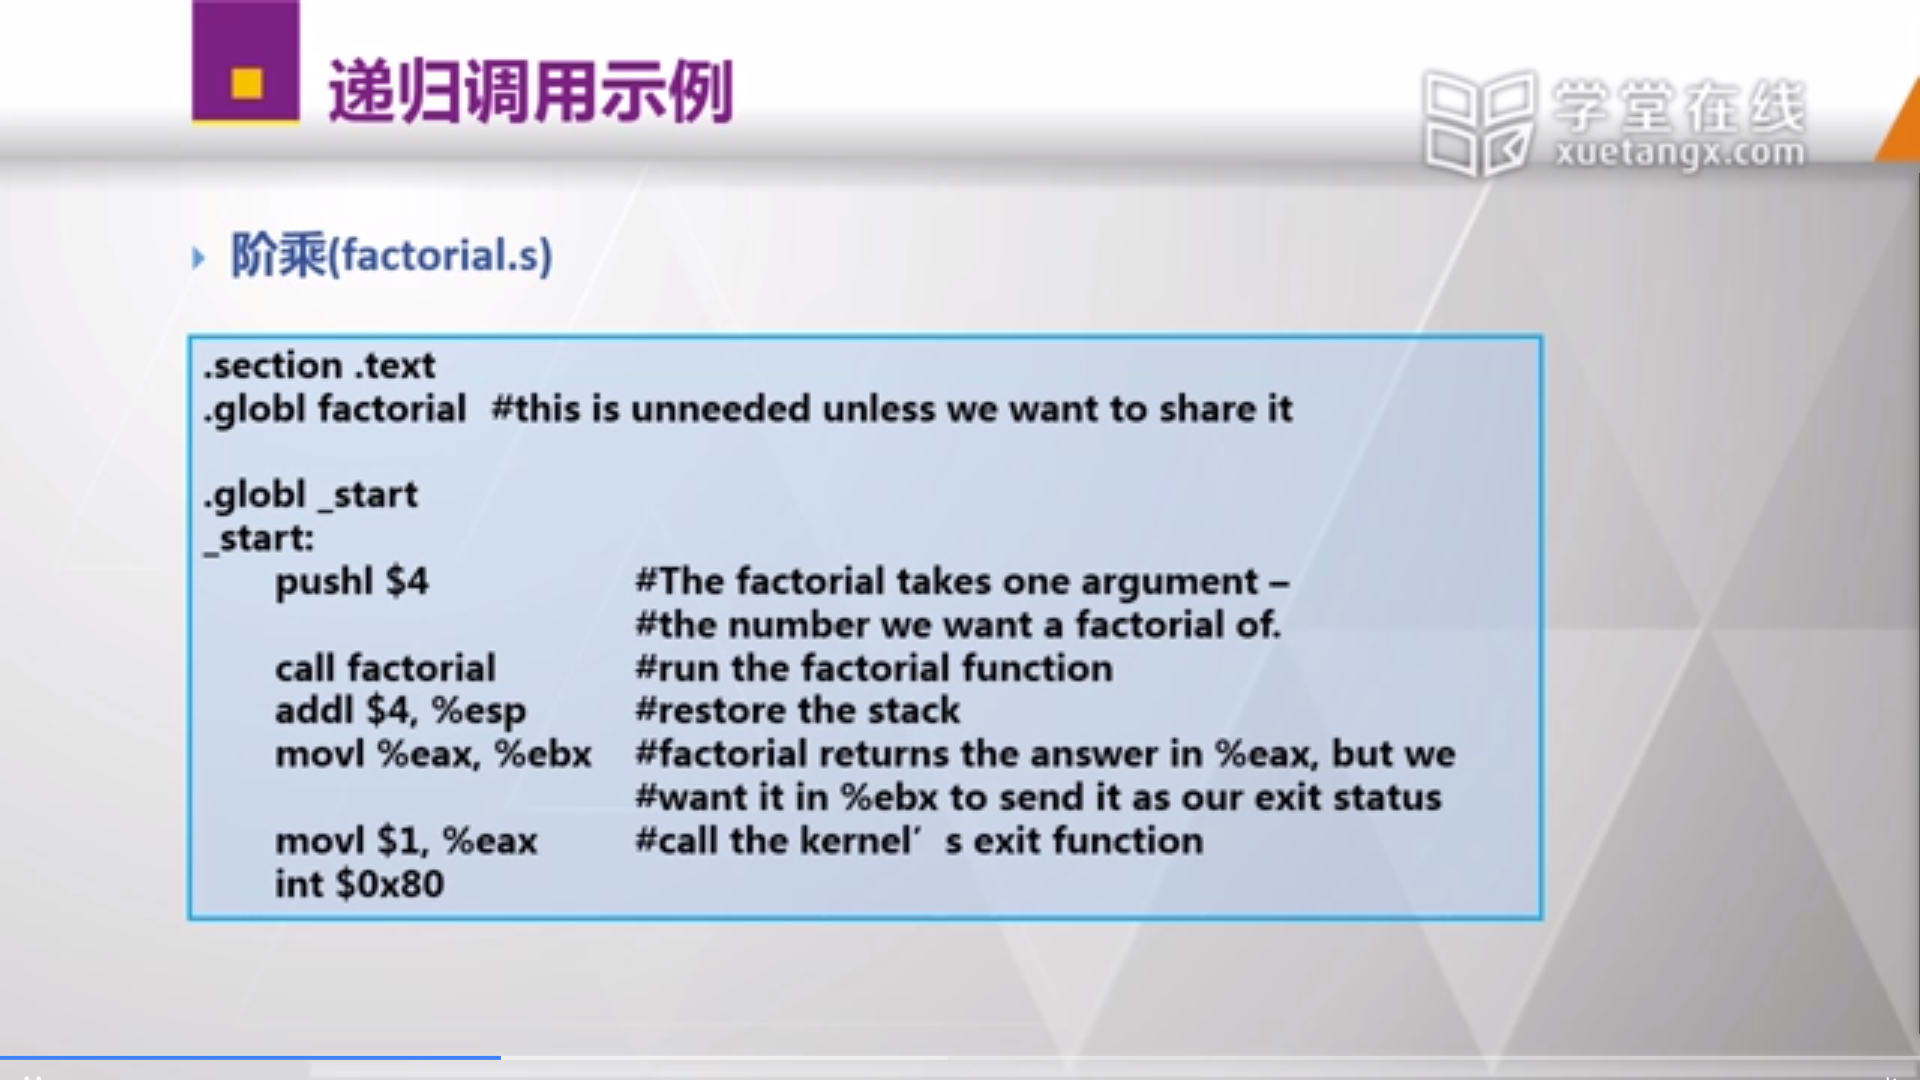 递归调用示例
学堂在线
xuetangx.com
阶乘(factorial.s)
.section .text
.globl factorial #this is unneeded unless we want to share it
.globl _start
_start:
pushl $4 #The factorial takes one argument –
#the number we want a factorial of.
call factorial #run the factorial function
addl $4, %esp #restore the stack
movl %eax, %ebx #factorial returns the answer in %eax, but we
#want it in %ebx to send it as our exit status
movl $1, %eax #call the kernel’s exit function
int $0x80